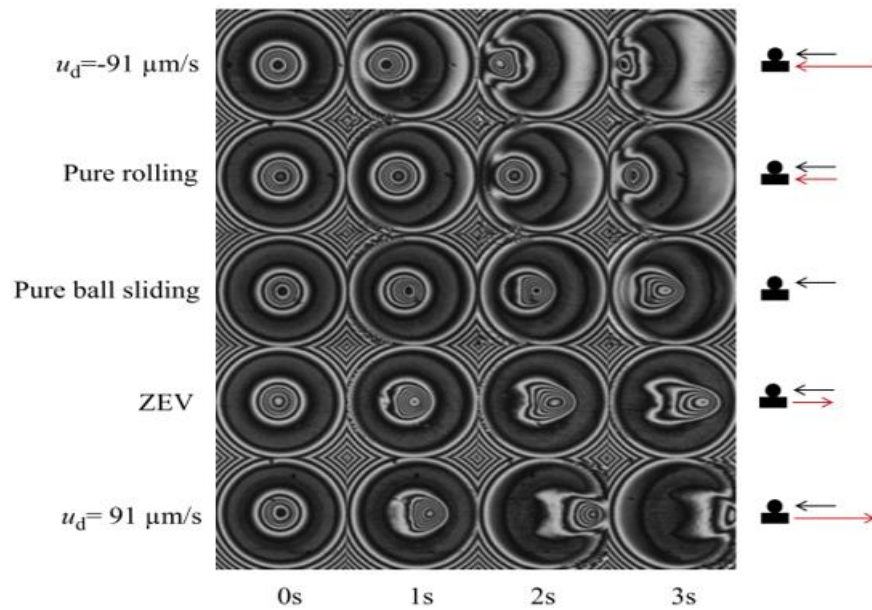 u_d=-91 μm/s
Pure rolling
Pure ball sliding
ZEV
u_d= 91 μm/s
0s 1s 2s 3s